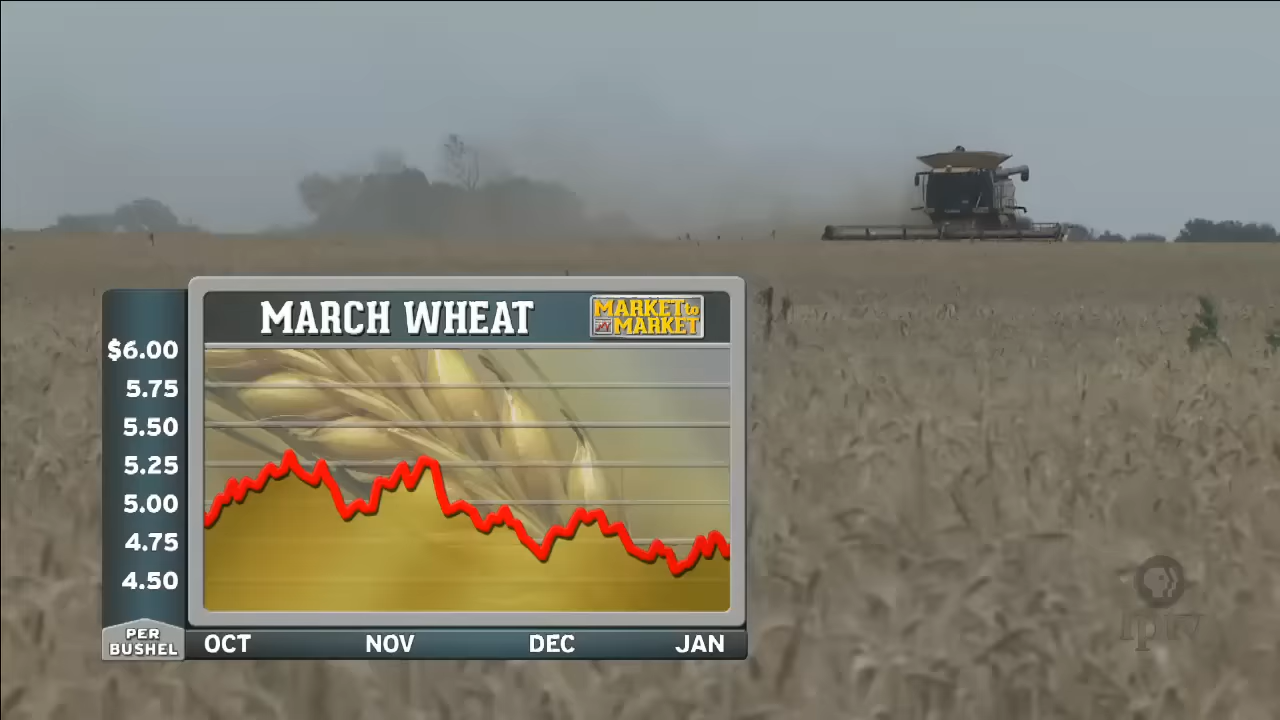 MARCH WHEAT
MARKET to
MARKET
$6.00
5.75
5.50
5.25
5.00
4.75
4.50
PER
BUSHEL
OCT NOV DEC JAN
iptv